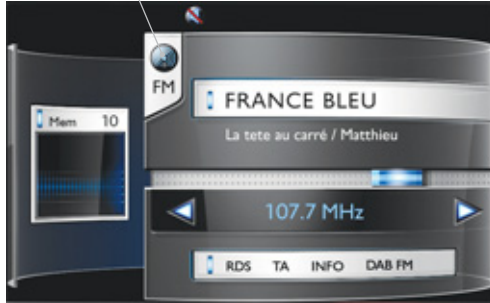 FM
FRANCE BLEU
Mem 10
La tete au carré / Matthieu
107.7 MHz
RDS TA INFO DAB FM